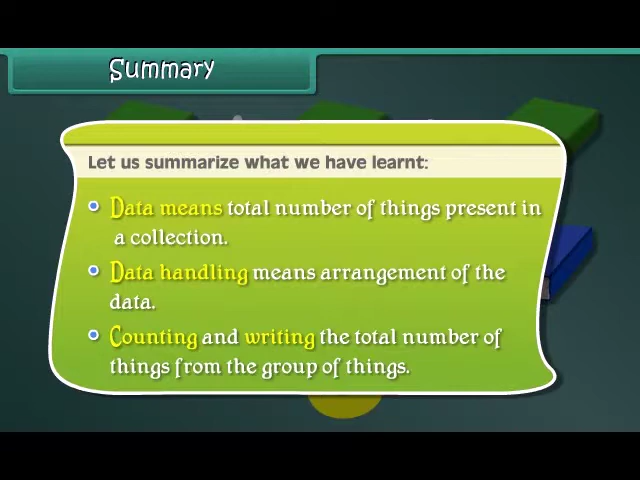 Summary
Let us summarize what we have learnt:
Data means total number of things present in
a collection.
Data handling means arrangement of the
data.
Counting and writing the total number of
things from the group of things.